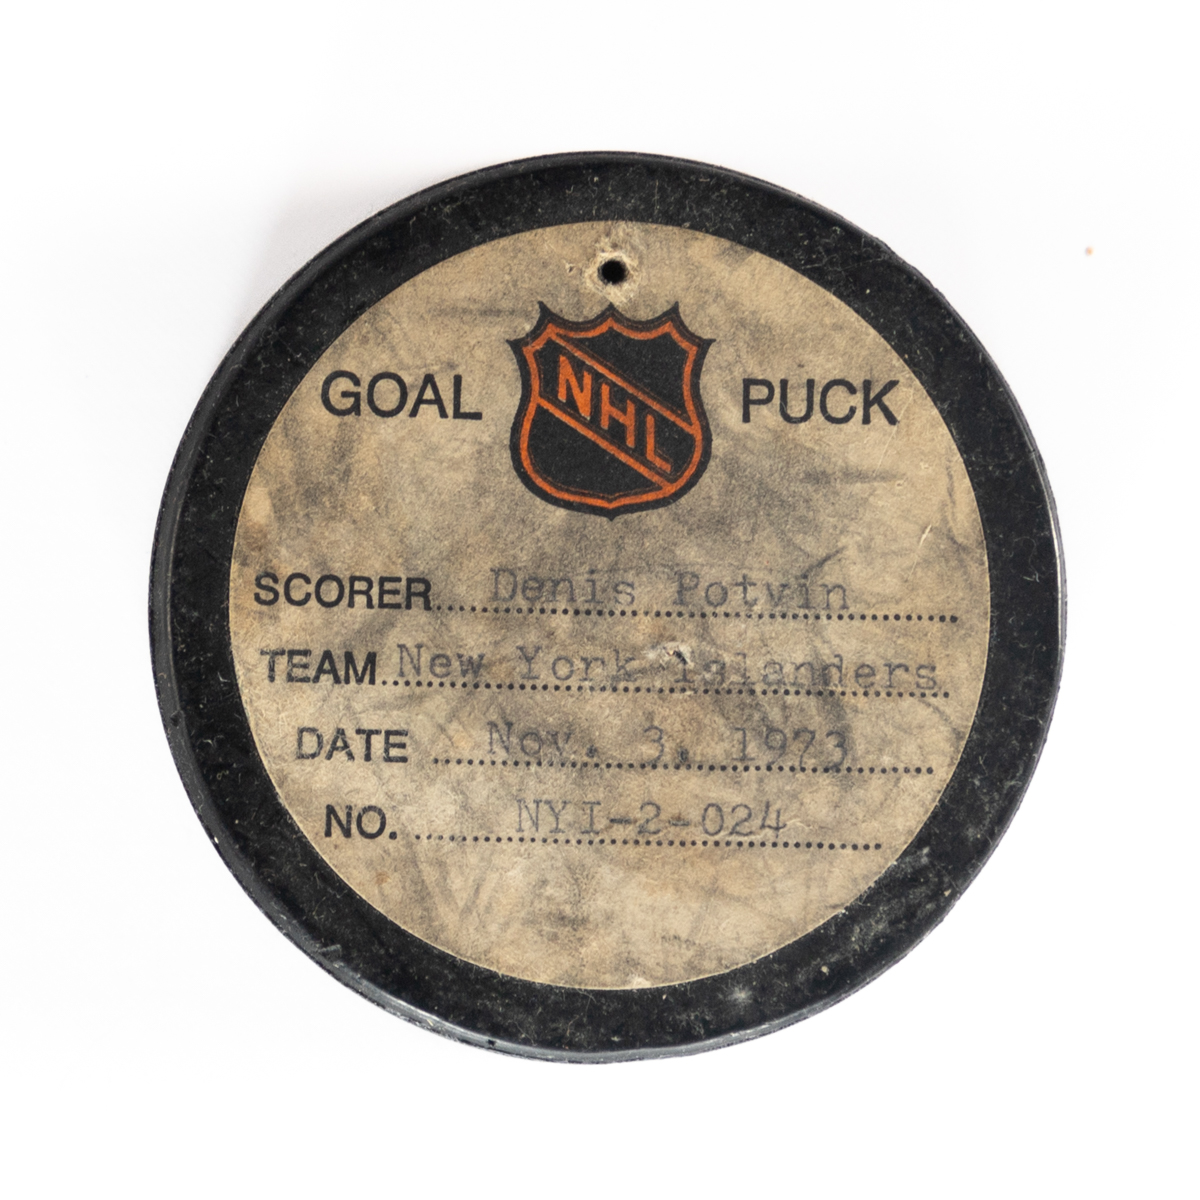 GOAL NHL PUCK
SCORER Denis Potvin
TEAM New York Islanders
DATE Nov. 3, 1973
NO. NYI-2-024